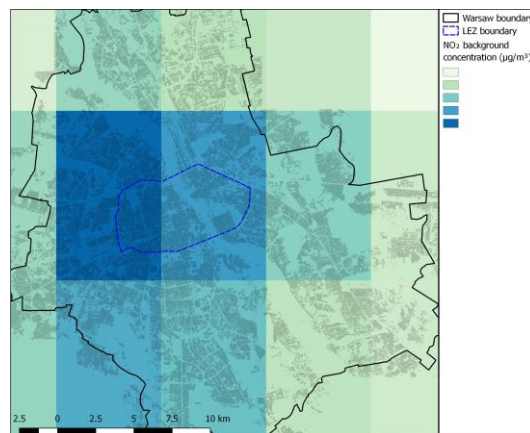 Warsaw boundary
LEZ boundary
NO₂ background
concentration (µg/m³)
2.5 0 2.5 5 7.5 10 km